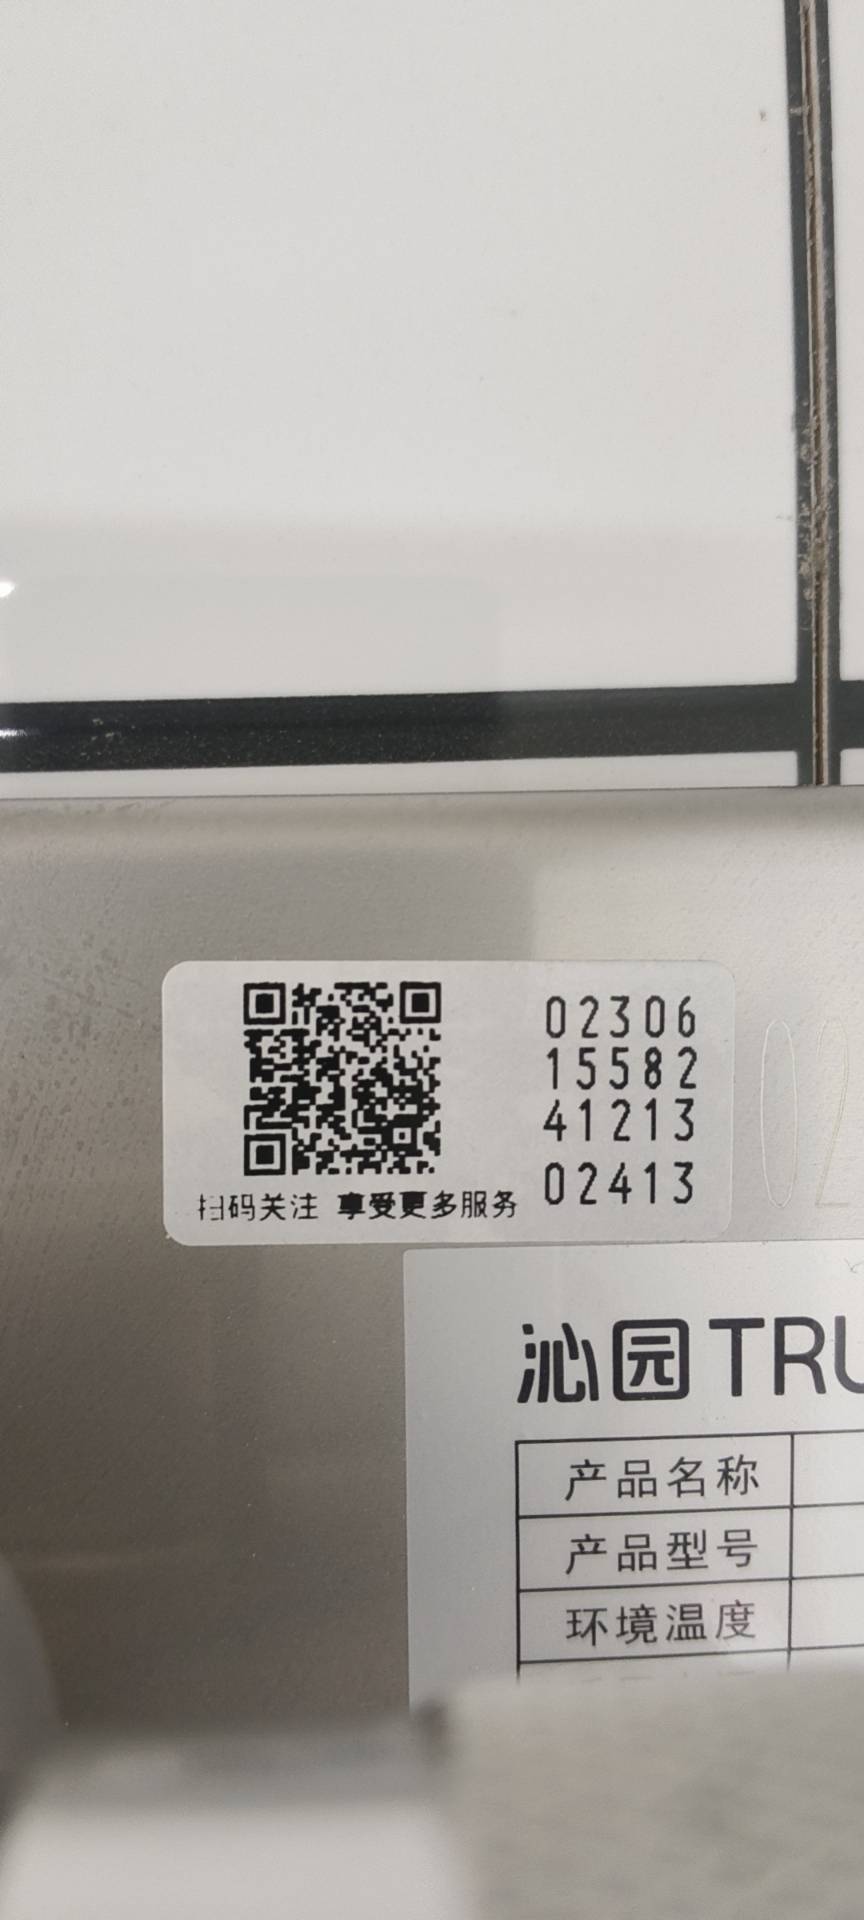 02306
15582
41213
02413
扫码关注 享受更多服务
沁园 TRU
产品名称
产品型号
环境温度